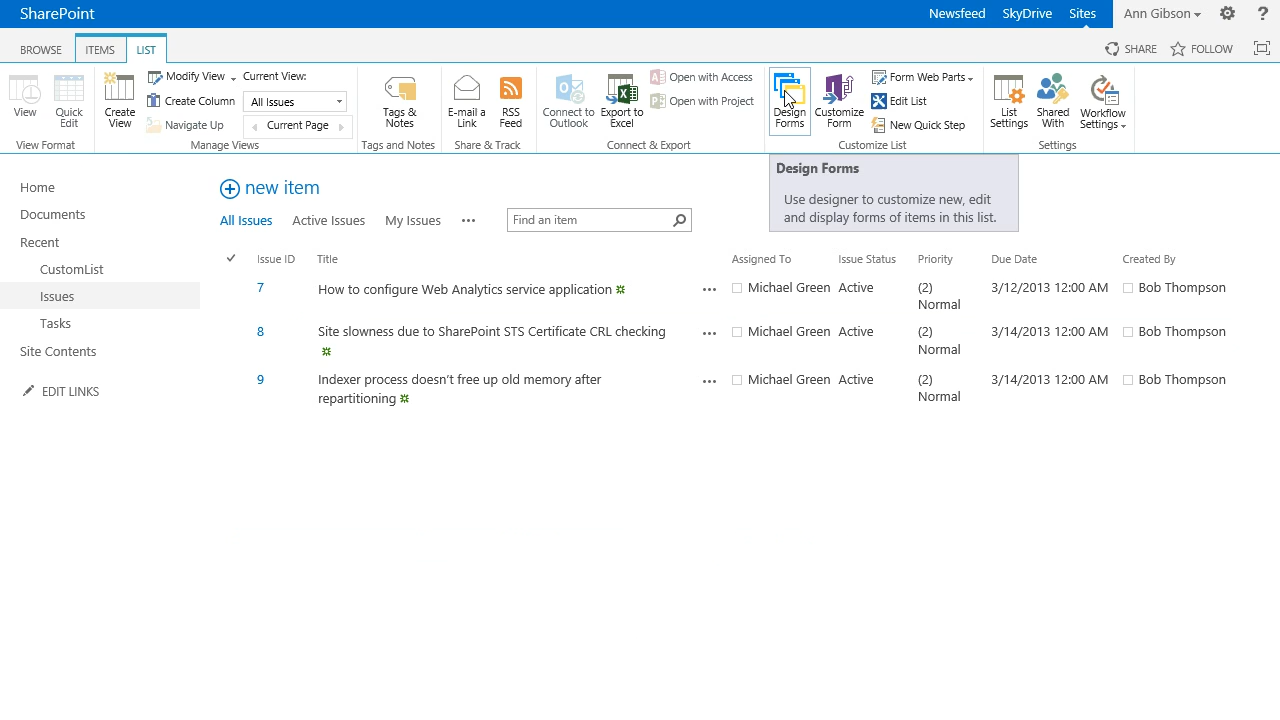 SharePoint
Newsfeed SkyDrive Sites Ann Gibson ?
BROWSE ITEMS LIST SHARE FOLLOW
View
Quick
Edit
View Format
Create
View
Modify View
Create Column
Navigate Up
Current View:
All Issues
Current Page
Manage Views
Tags &
Notes
Tags and Notes
E-mail a
Link
RSS
Feed
Share & Track
Connect to
Outlook
Export to
Excel
Open with Access
Open with Project
Connect & Export
Design
Forms
Customize
Form
Form Web Parts
Edit List
New Quick Step
Customize List
List
Settings
Shared
With
Workflow
Settings
Settings
Design Forms
Use designer to customize new, edit
and display forms of items in this list.
Home
Documents
Recent
CustomList
Issues
Tasks
Site Contents
EDIT LINKS
new item
All Issues Active Issues My Issues ••• Find an item
Issue ID Title Assigned To Issue Status Priority Due Date Created By
7 How to configure Web Analytics service application ••• Michael Green Active (2) Normal 3/12/2013 12:00 AM Bob Thompson
8 Site slowness due to SharePoint STS Certificate CRL checking ••• Michael Green Active (2) Normal 3/14/2013 12:00 AM Bob Thompson
9 Indexer process doesn't free up old memory after
repartitioning ••• Michael Green Active (2) Normal 3/14/2013 12:00 AM Bob Thompson